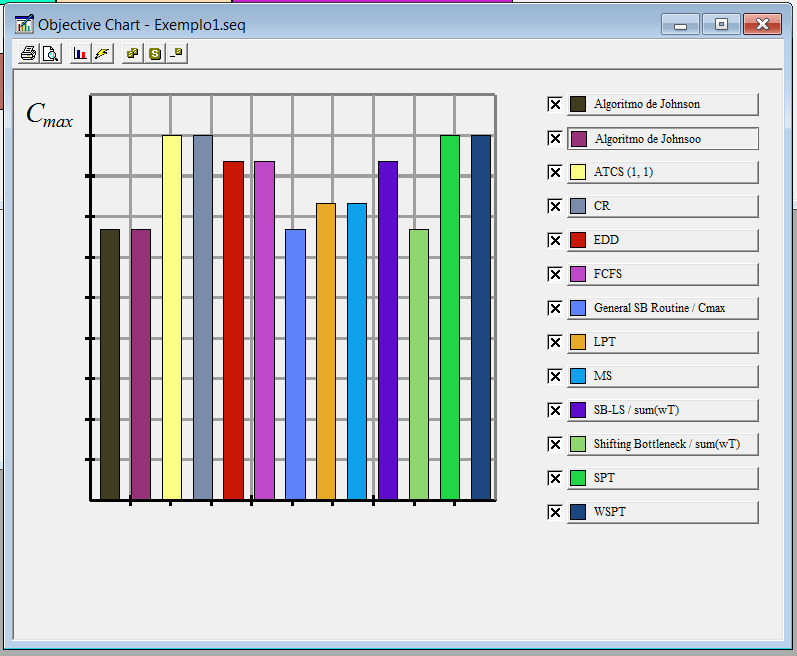 Objective Chart - Exemplo1.seq
Cmax
Algoritmo de Johnson
Algoritmo de Johnsoo
ATCS (1, 1)
CR
EDD
FCFS
General SB Routine / Cmax
LPT
MS
SB-LS / sum(wT)
Shifting Bottleneck / sum(wT)
SPT
WSPT